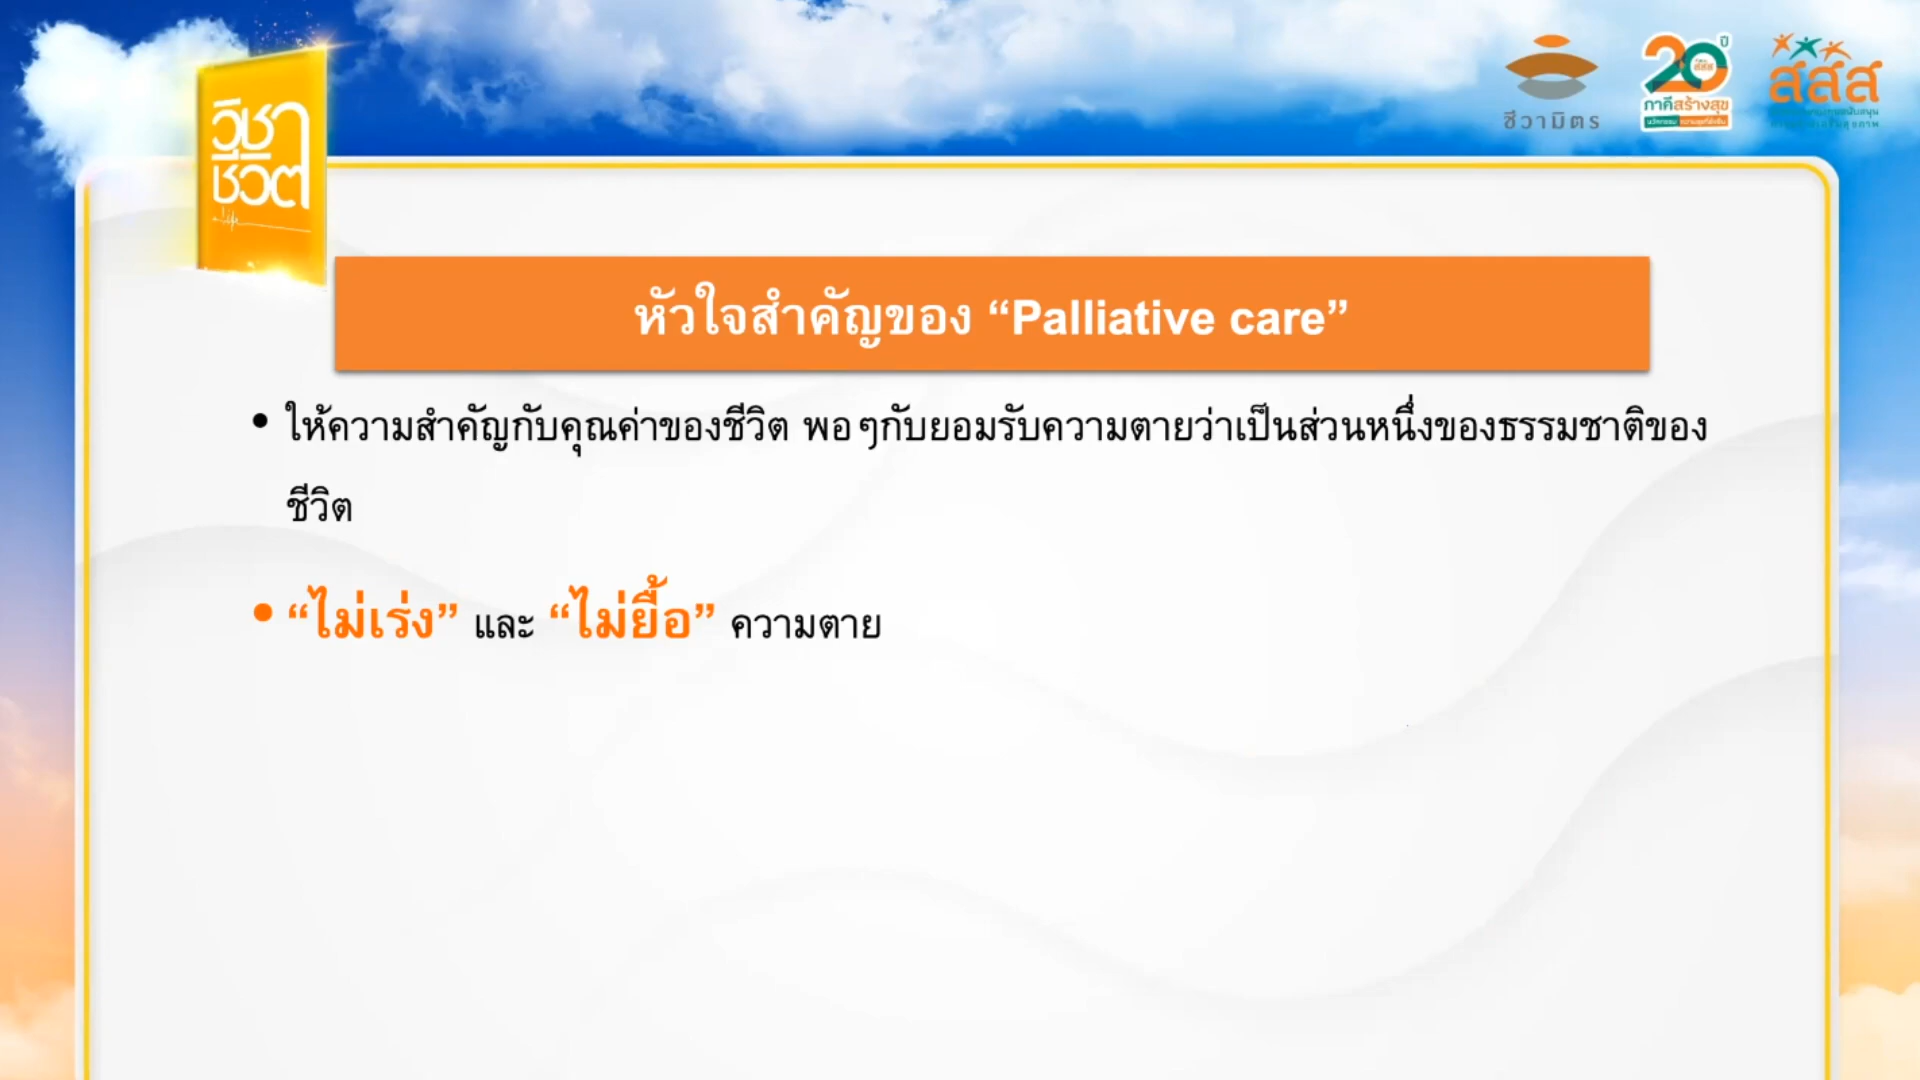 วิชา
ชีวิต
Life
ชีวามิตร
20 ปี
สสส
ภาคีสร้างสุข
สสส
หัวใจสำคัญของ “Palliative care”
• ให้ความสำคัญกับคุณค่าของชีวิต พอๆกับยอมรับความตายว่าเป็นส่วนหนึ่งของธรรมชาติของ
ชีวิต
• “ไม่เร่ง” และ “ไม่ยื้อ” ความตาย